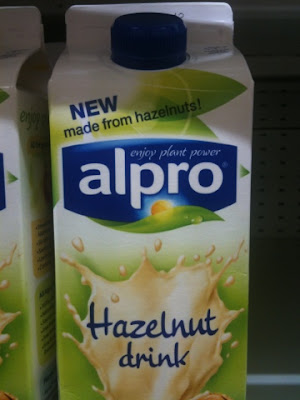 NEW
made from hazelnuts!
enjoy plant power
alpro
Hazelnut
drink